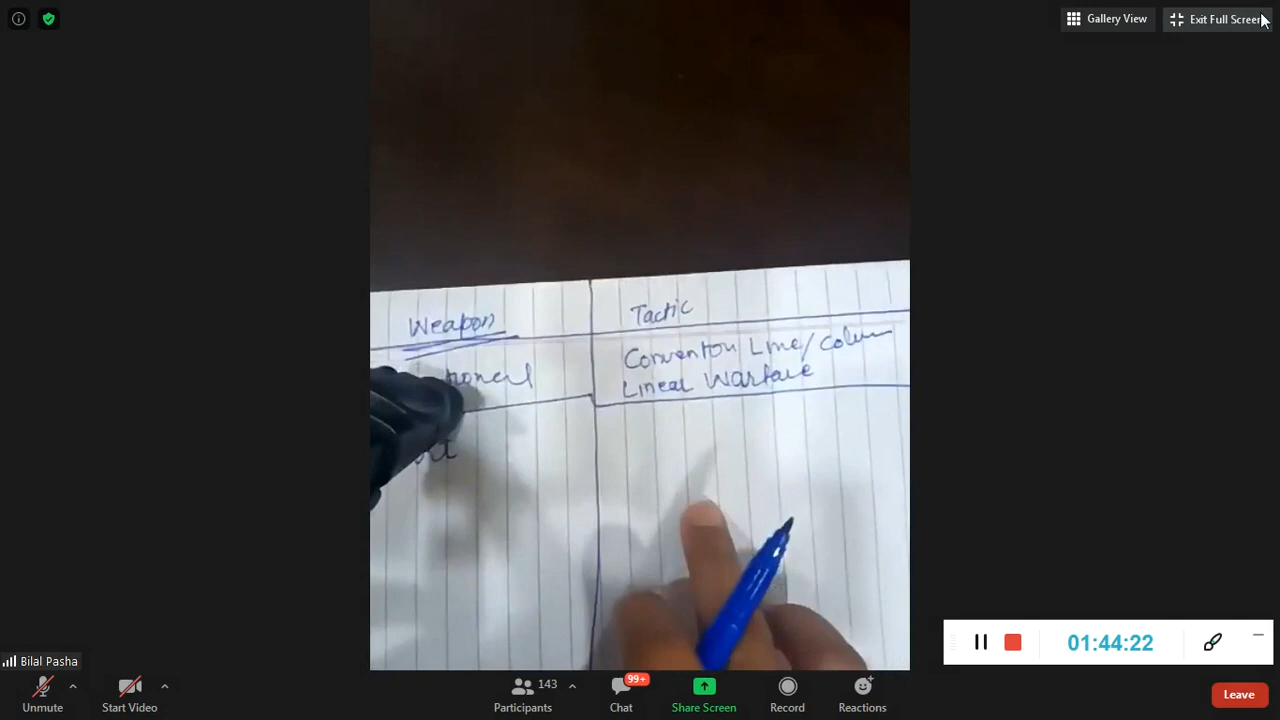 Gallery View
Exit Full Screen
Weapon
Tactic
Conventon Line/Colum
Lineal Warfare
01:44:22
Bilal Pasha
Unmute
Start Video
143
Participants
99+
Chat
Share Screen
Record
Reactions
Leave